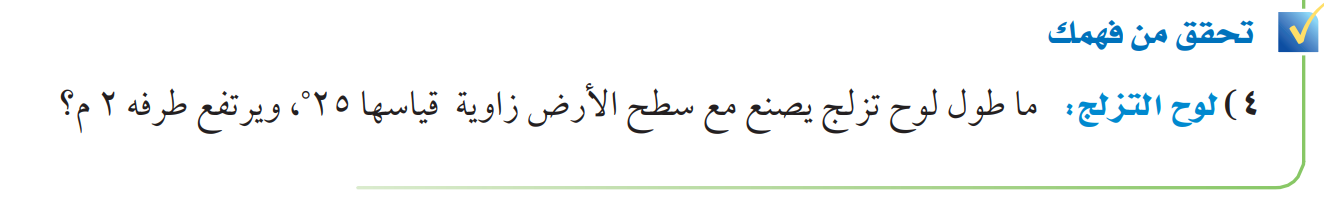 تحقق من فهمك
٤) لوح التزلج: ما طول لوح تزلج يصنع مع سطح الأرض زاوية قياسها ٢٥°، ويرتفع طرفه ٢ م؟